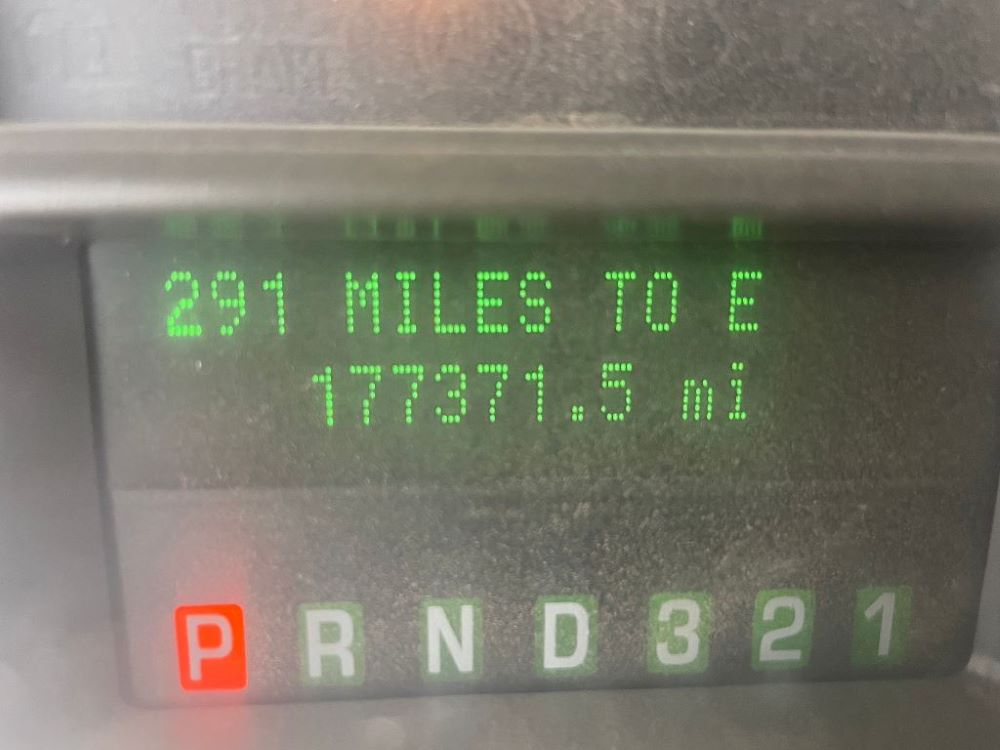 291 MILES TO E
177371.5 mi
P R N D 3 2 1